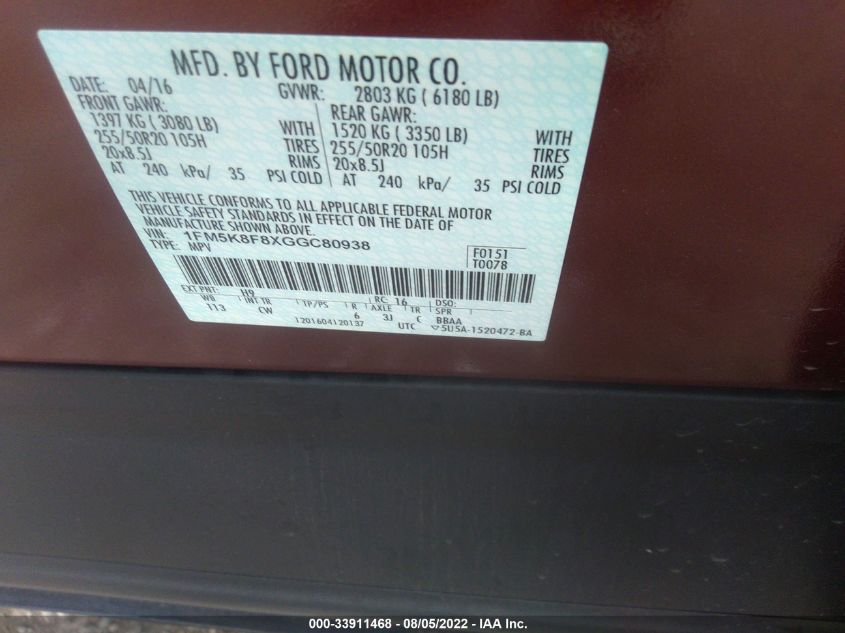 MFD. BY FORD MOTOR CO.
DATE: 04/16 GVWR: 2803 KG ( 6180 LB)
FRONT GAWR: REAR GAWR:
1397 KG ( 3080 LB) WITH 1520 KG ( 3350 LB) WITH
255/50R20 105H TIRES 255/50R20 105H TIRES
20x8.5J RIMS 20x8.5J RIMS
AT 240 kPa/ 35 PSI COLD AT 240 kPa/ 35 PSI COLD
THIS VEHICLE CONFORMS TO ALL APPLICABLE FEDERAL MOTOR
VEHICLE SAFETY STANDARDS IN EFFECT ON THE DATE OF
MANUFACTURE SHOWN ABOVE.
VIN: 1FM5K8F8XGGC80938 F0151
TYPE: MPV T0078
EXT PNT: H9 RC: 16 DSO:
WB INT TR TP/PS R AXLE TR SPR
113 CW 6 3J C BBAA
1201604120137 UTC ▽5U5A-1520472-BA
000-33911468 - 08/05/2022 - IAA Inc.